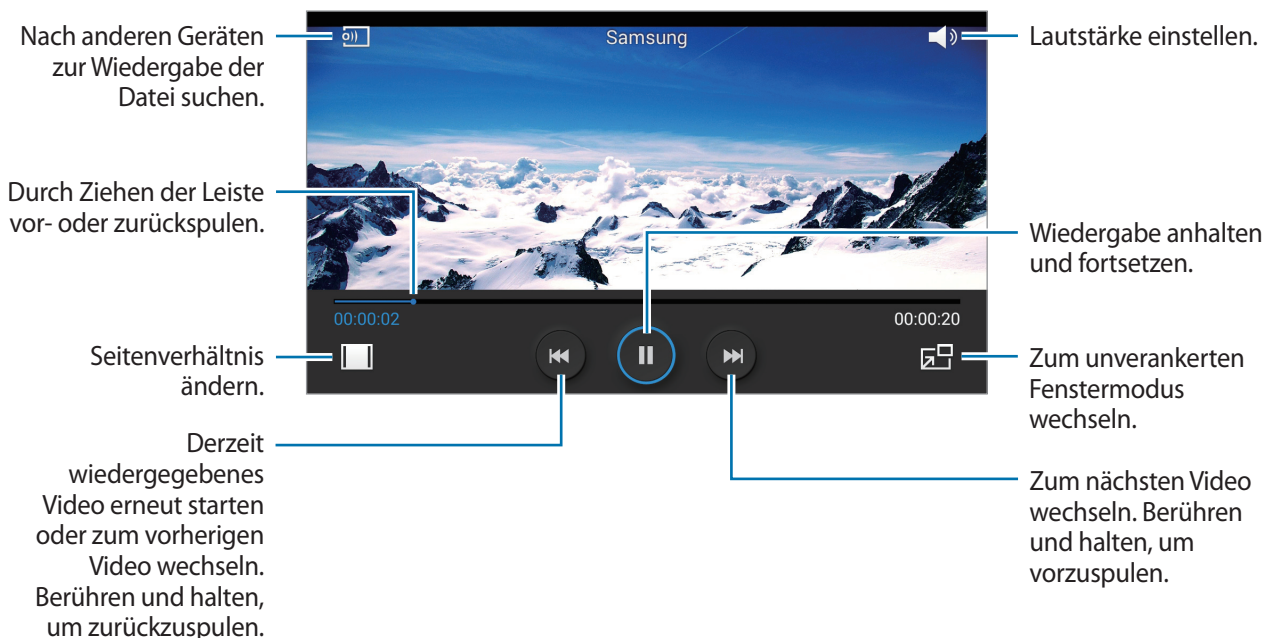 Nach anderen Geräten
zur Wiedergabe der
Datei suchen.
Samsung
Lautstärke einstellen.
Durch Ziehen der Leiste
vor- oder zurückspulen.
Wiedergabe anhalten
und fortsetzen.
00:00:02
00:00:20
Seitenverhältnis
ändern.
Zum unverankerten
Fenstermodus
wechseln.
Derzeit
wiedergegebenes
Video erneut starten
oder zum vorherigen
Video wechseln.
Berühren und halten,
um zurückzuspulen.
Zum nächsten Video
wechseln. Berühren
und halten, um
vorzuspulen.